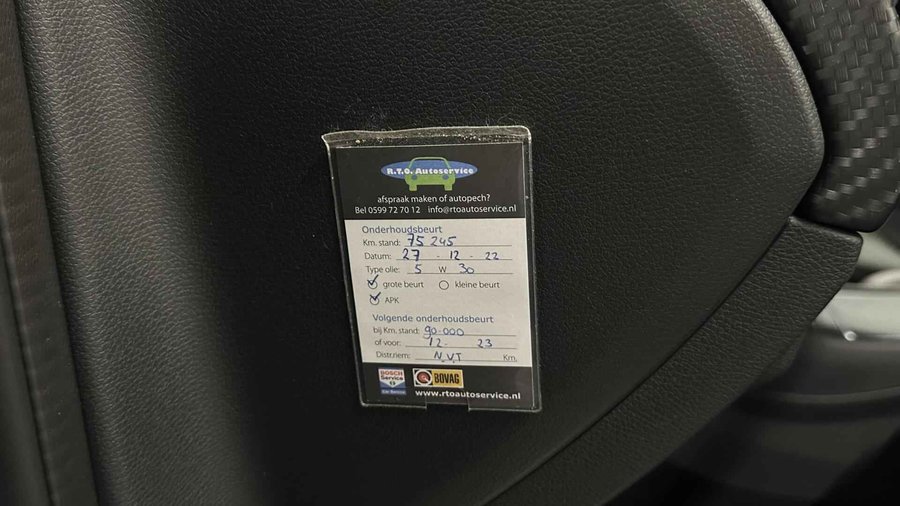 R.T.O. Autoservice
afspraak maken of autopech?
Bel 0599 72 70 12 info@rtoautoservice.nl
Onderhoudsbeurt
Km. stand: 75 245
Datum: 27 - 12 - 22
Type olie: 5 W 30
grote beurt kleine beurt
APK
Volgende onderhoudsbeurt
bij Km. stand: 90.000
of voor: 12. 23
Distr.riem: N.V.T Km.
BOSCH
Service
Car Service
BOVAG
www.rtoautoservice.nl